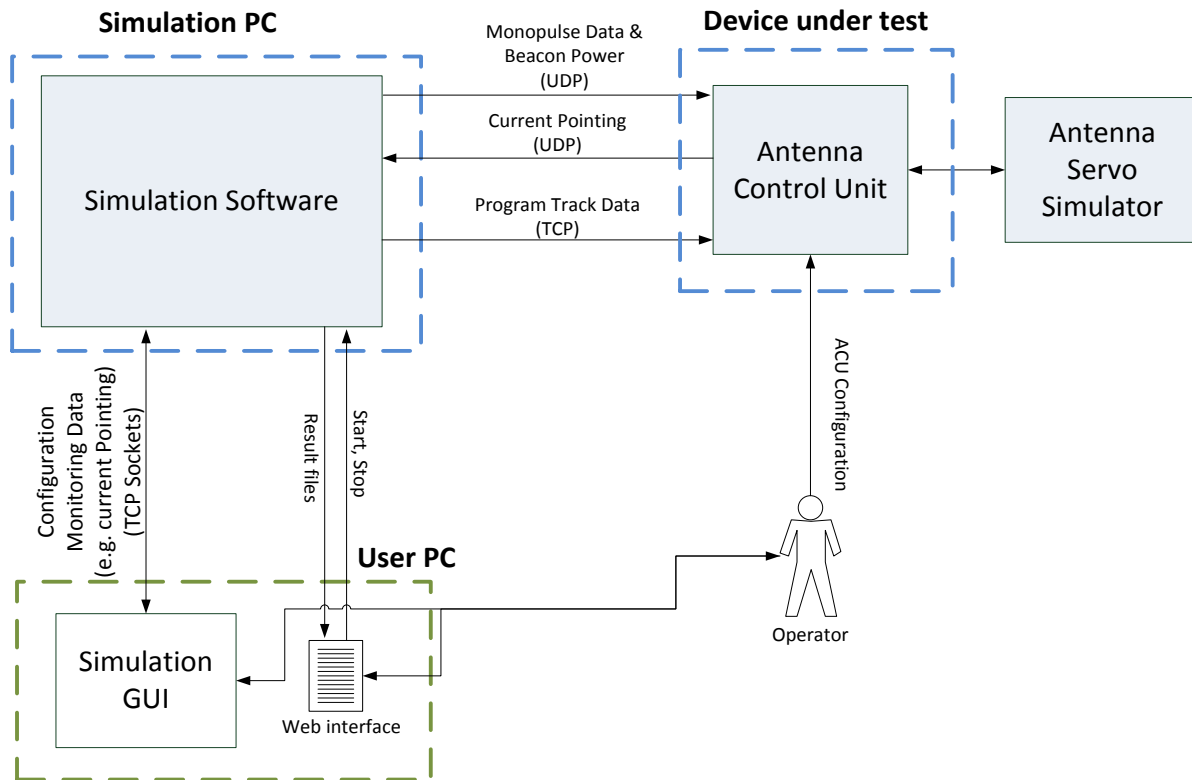 Simulation PC
Device under test
Monopulse Data &
Beacon Power
(UDP)
Current Pointing
(UDP)
Program Track Data
(TCP)
Simulation Software
Antenna
Control Unit
Antenna
Servo
Simulator
Configuration
Monitoring Data
(e.g. current Pointing)
(TCP Sockets)
Result files
Start, Stop
ACU Configuration
User PC
Simulation
GUI
Web interface
Operator